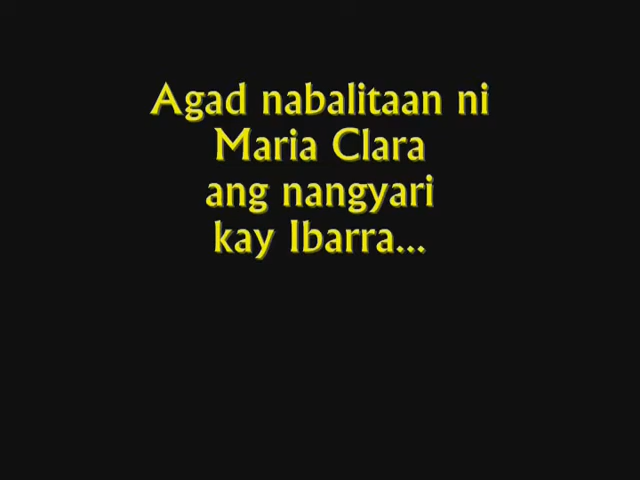 Agad nabalitaan ni
Maria Clara
ang nangyari
kay Ibarra...